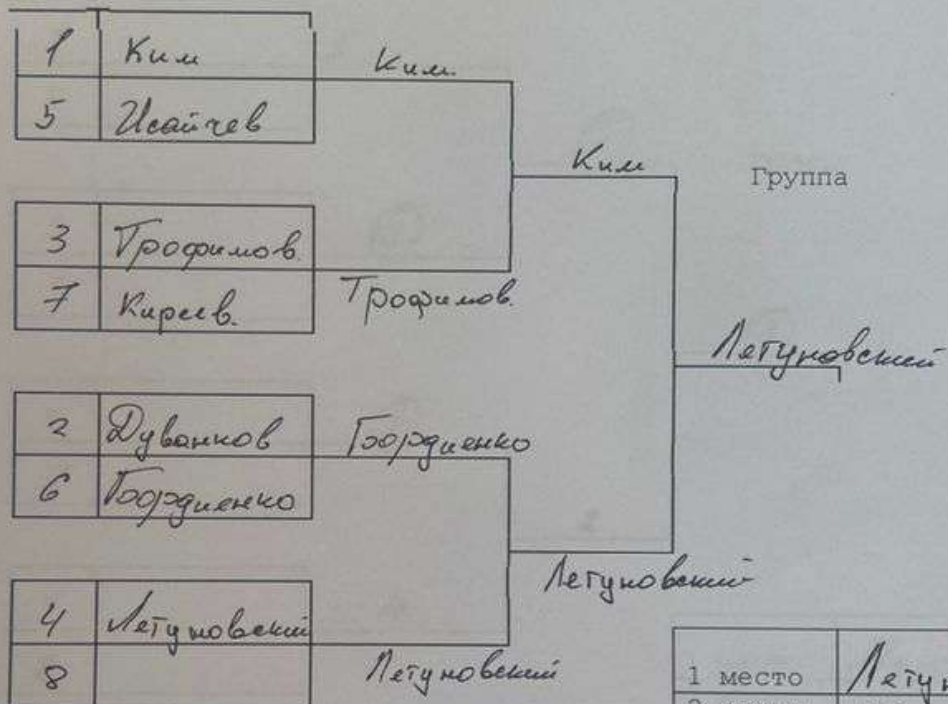 1 Ким
5 Исайчев
Ким.
Ким
Группа
3 Трофимов.
7 Киреев.
Трофимов.
Летуновский
2 Дуванков
6 Гордиенко
Гордиенко
Летуновский
4 Летуновский
8
Летуновский
1 место Летун